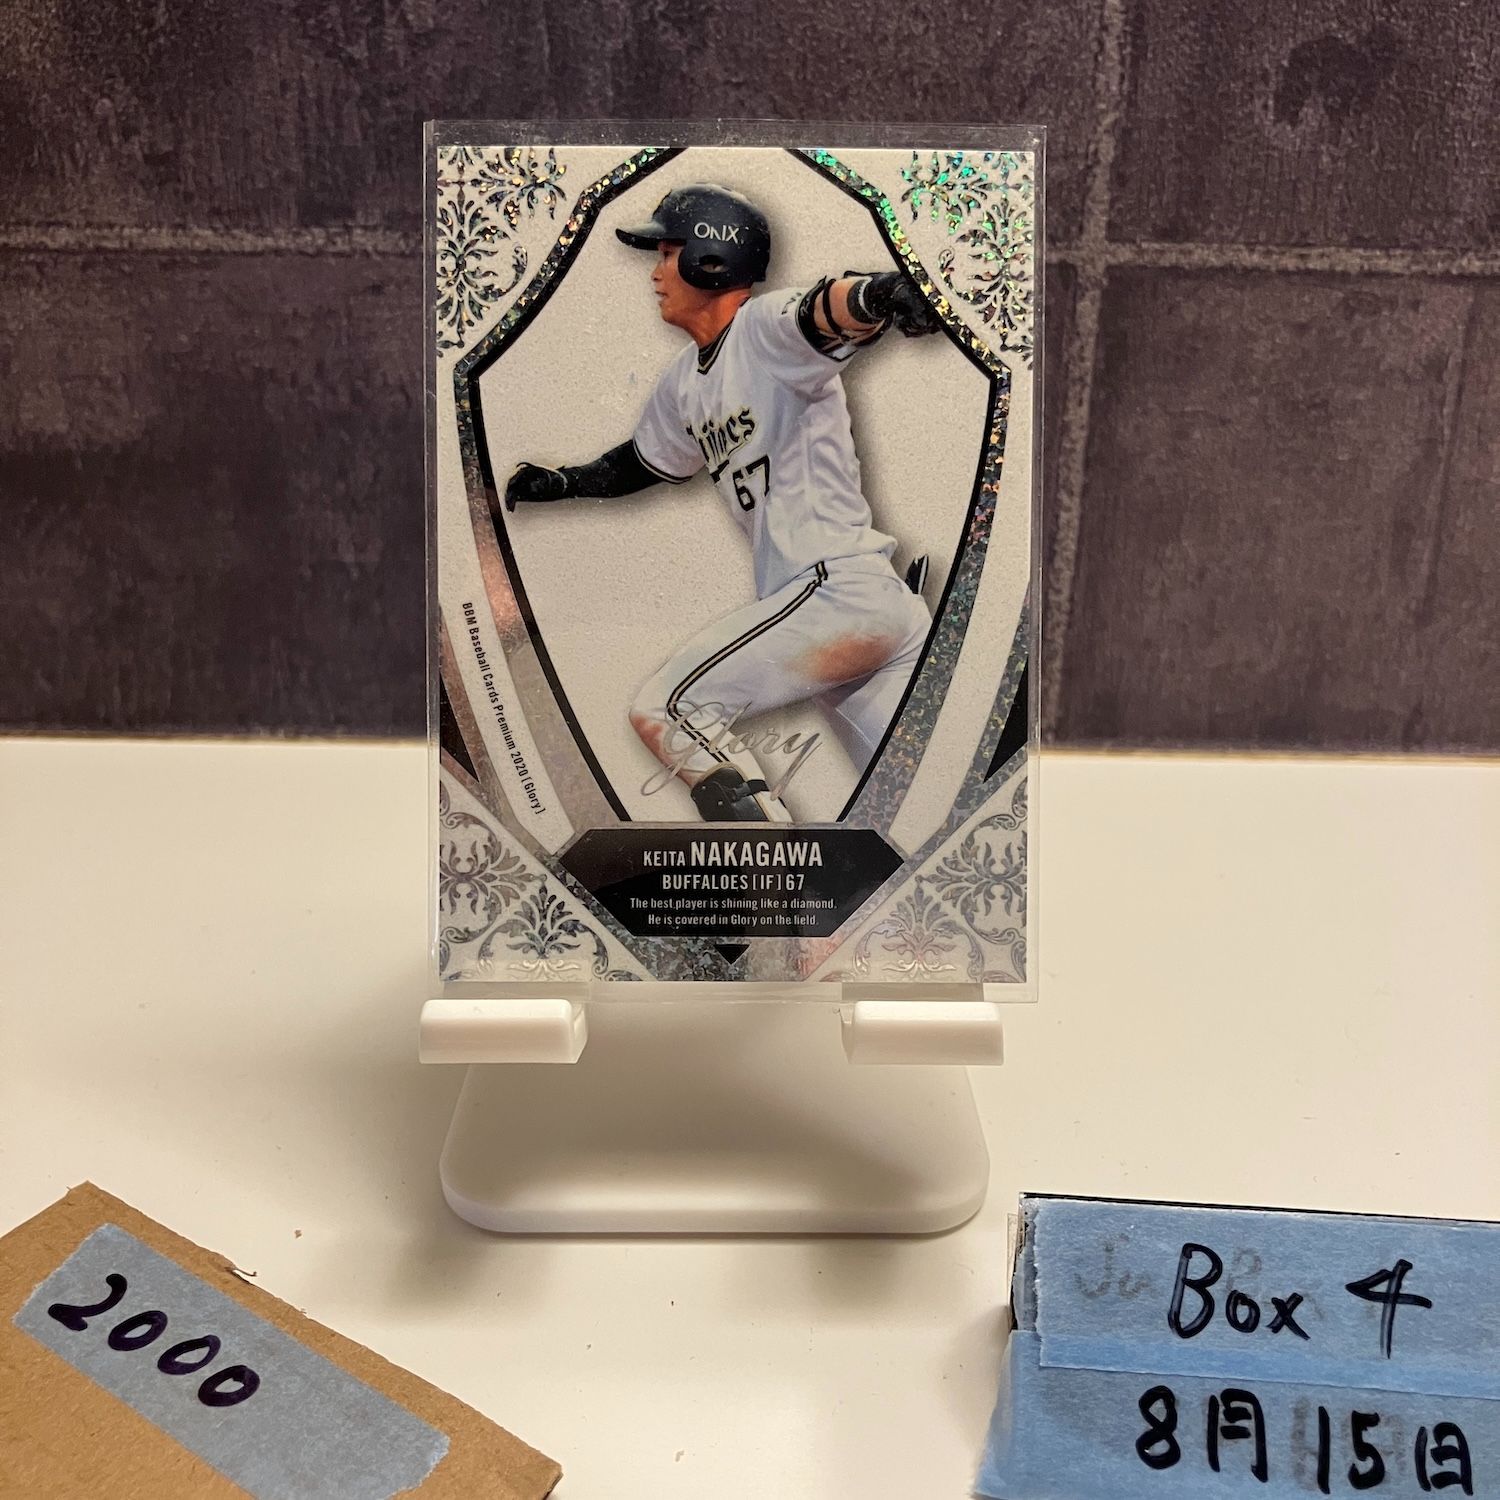 ONIX
67
BBM Baseball Cards Premium 2020 [Glory]
Glory
KEITA NAKAGAWA
BUFFALOES [IF] 67
The best player is shining like a diamond.
He is covered in Glory on the field.
2000
Box 4
8月15日